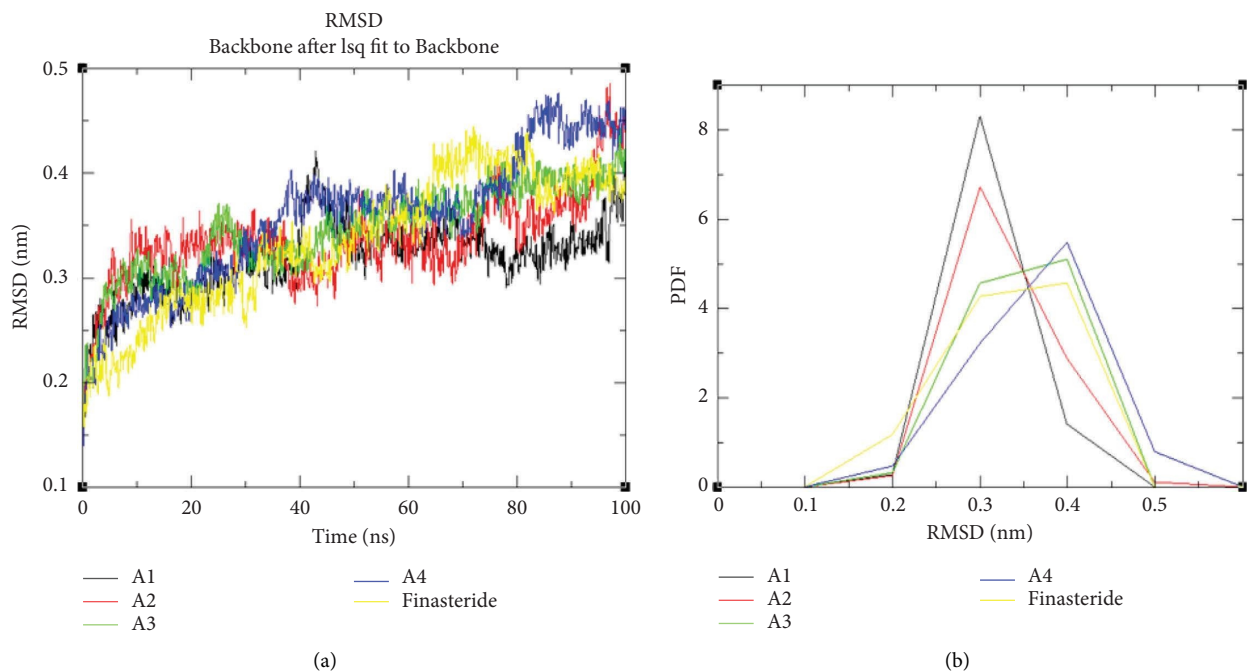 RMSD
Backbone after lsq fit to Backbone
0.5
0.4
0.3
0.2
0.1
RMSD (nm)
0 20 40 60 80 100
Time (ns)
A1
A2
A3
A4
Finasteride
(a)
8
6
4
2
0
PDF
0 0.1 0.2 0.3 0.4 0.5
RMSD (nm)
A1
A2
A3
A4
Finasteride
(b)